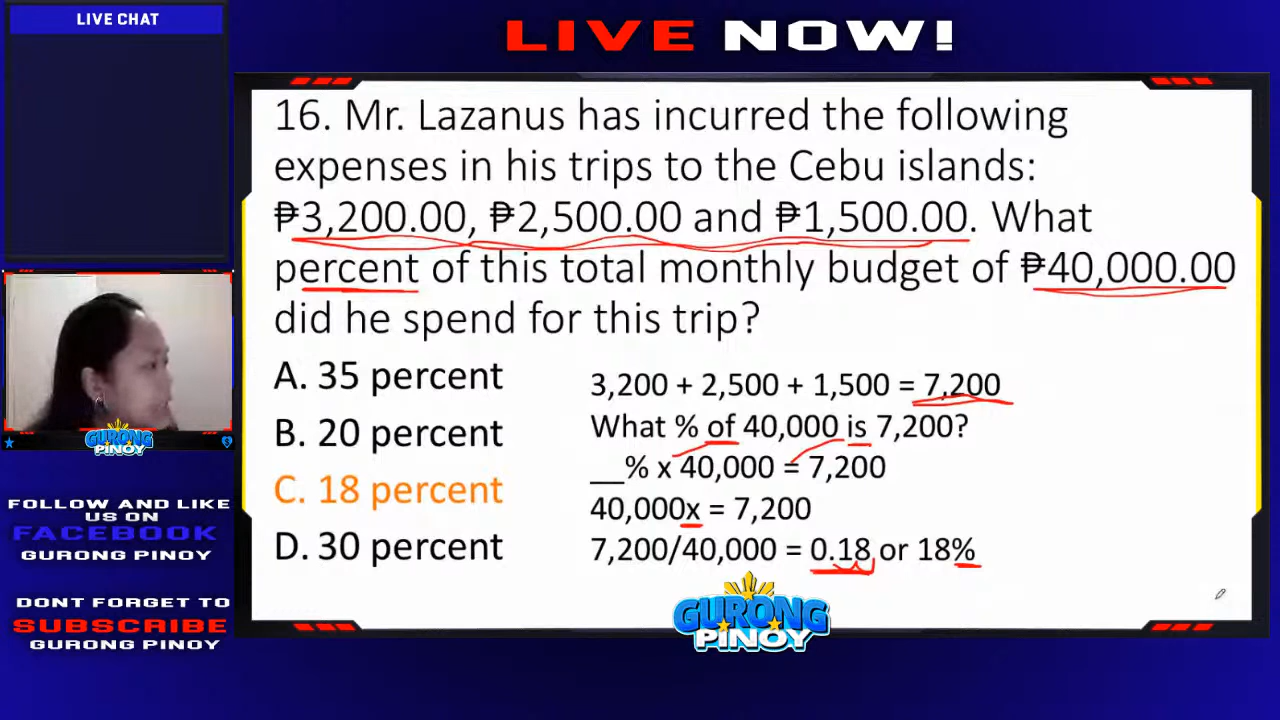 LIVE CHAT
LIVE NOW!
16. Mr. Lazanus has incurred the following
expenses in his trips to the Cebu islands:
₱3,200.00, ₱2,500.00 and ₱1,500.00. What
percent of this total monthly budget of ₱40,000.00
did he spend for this trip?
A. 35 percent
B. 20 percent
C. 18 percent
D. 30 percent
3,200 + 2,500 + 1,500 = 7,200
What % of 40,000 is 7,200?
__% x 40,000 = 7,200
40,000x = 7,200
7,200/40,000 = 0.18 or 18%
GURONG
PINOY
FOLLOW AND LIKE
US ON
FACEBOOK
GURONG PINOY
DONT FORGET TO
SUBSCRIBE
GURONG PINOY
GURONG
PINOY